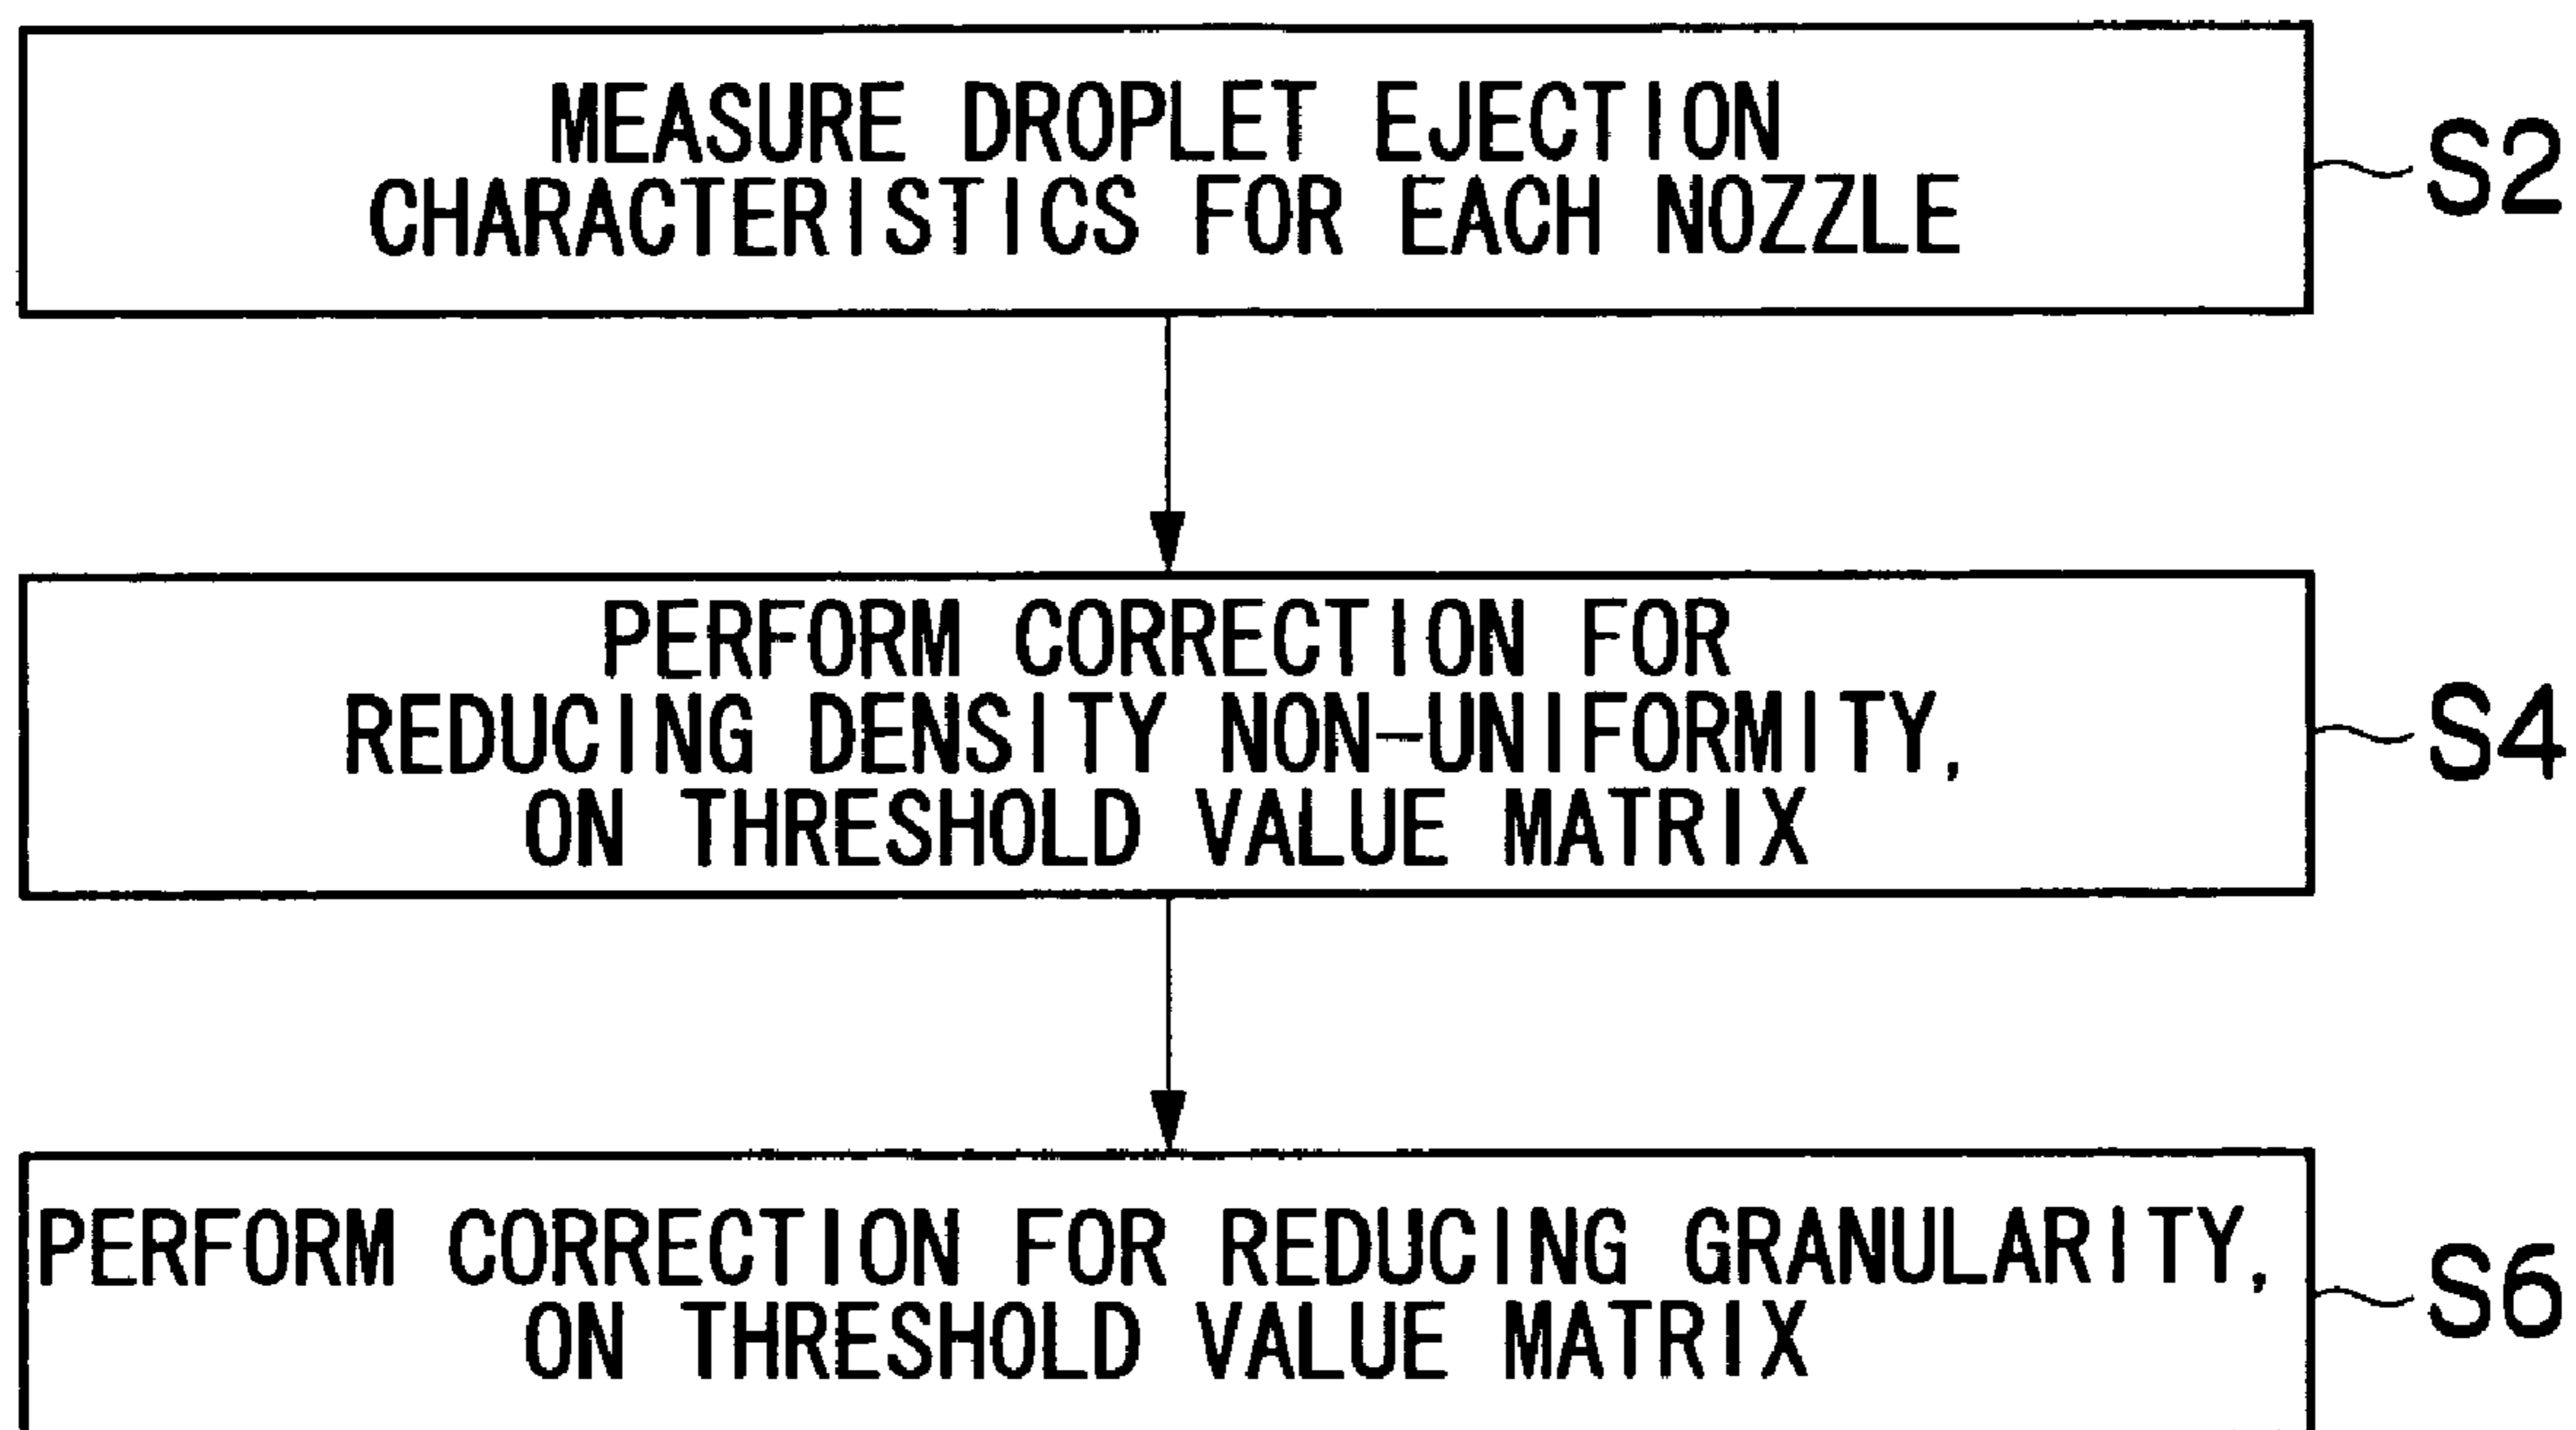 MEASURE DROPLET EJECTION
CHARACTERISTICS FOR EACH NOZZLE
S2
PERFORM CORRECTION FOR
REDUCING DENSITY NON-UNIFORMITY,
ON THRESHOLD VALUE MATRIX
S4
PERFORM CORRECTION FOR REDUCING GRANULARITY,
ON THRESHOLD VALUE MATRIX
S6